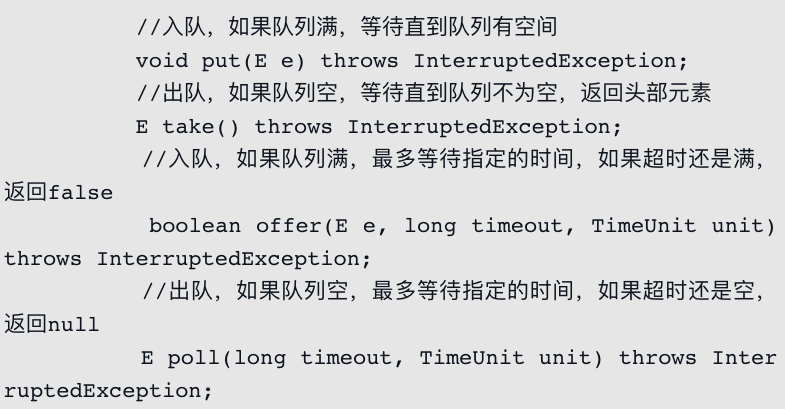 //入队，如果队列满，等待直到队列有空间
void put(E e) throws InterruptedException;
//出队，如果队列空，等待直到队列不为空，返回头部元素
E take() throws InterruptedException;
//入队，如果队列满，最多等待指定的时间，如果超时还是满，
返回false
boolean offer(E e, long timeout, TimeUnit unit)
throws InterruptedException;
//出队，如果队列空，最多等待指定的时间，如果超时还是空，
返回null
E poll(long timeout, TimeUnit unit) throws Inter
ruptedException;